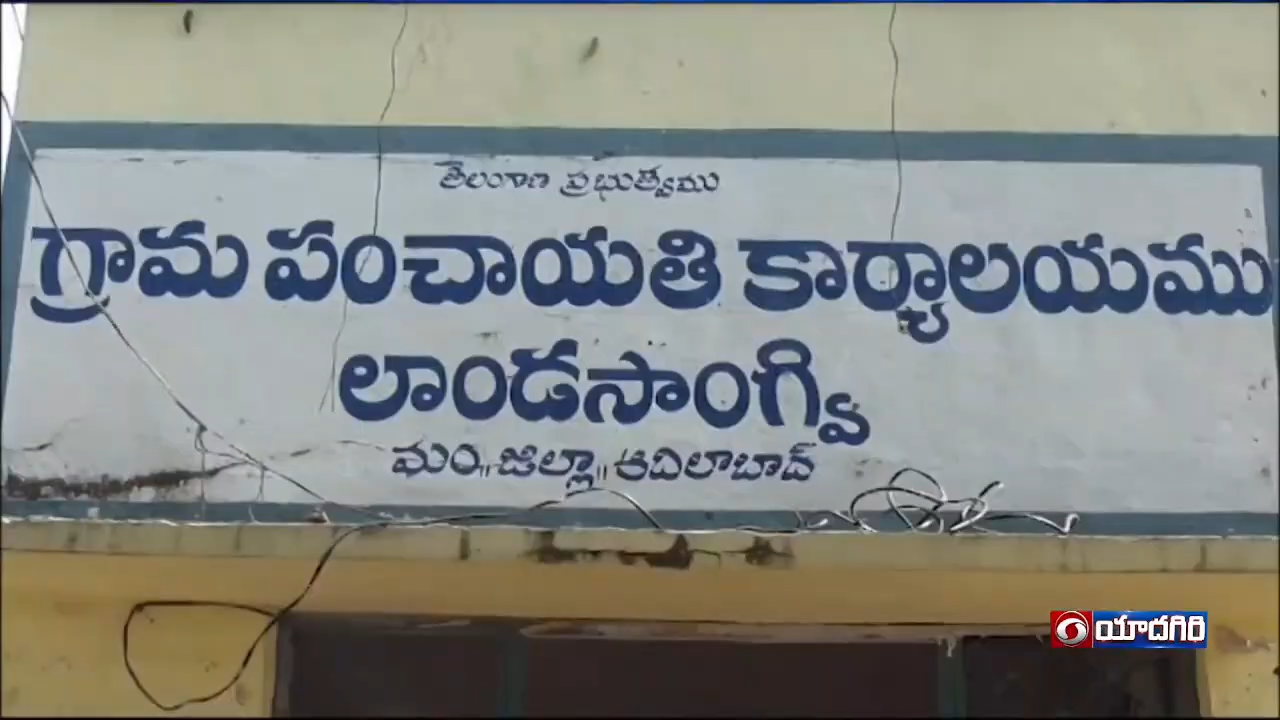 తెలంగాణ ప్రభుత్వము
గ్రామ పంచాయతి కార్యాలయము
లాండసాంగ్వి
మం,, జిల్లా,, ఆదిలాబాద్
యాదగిరి